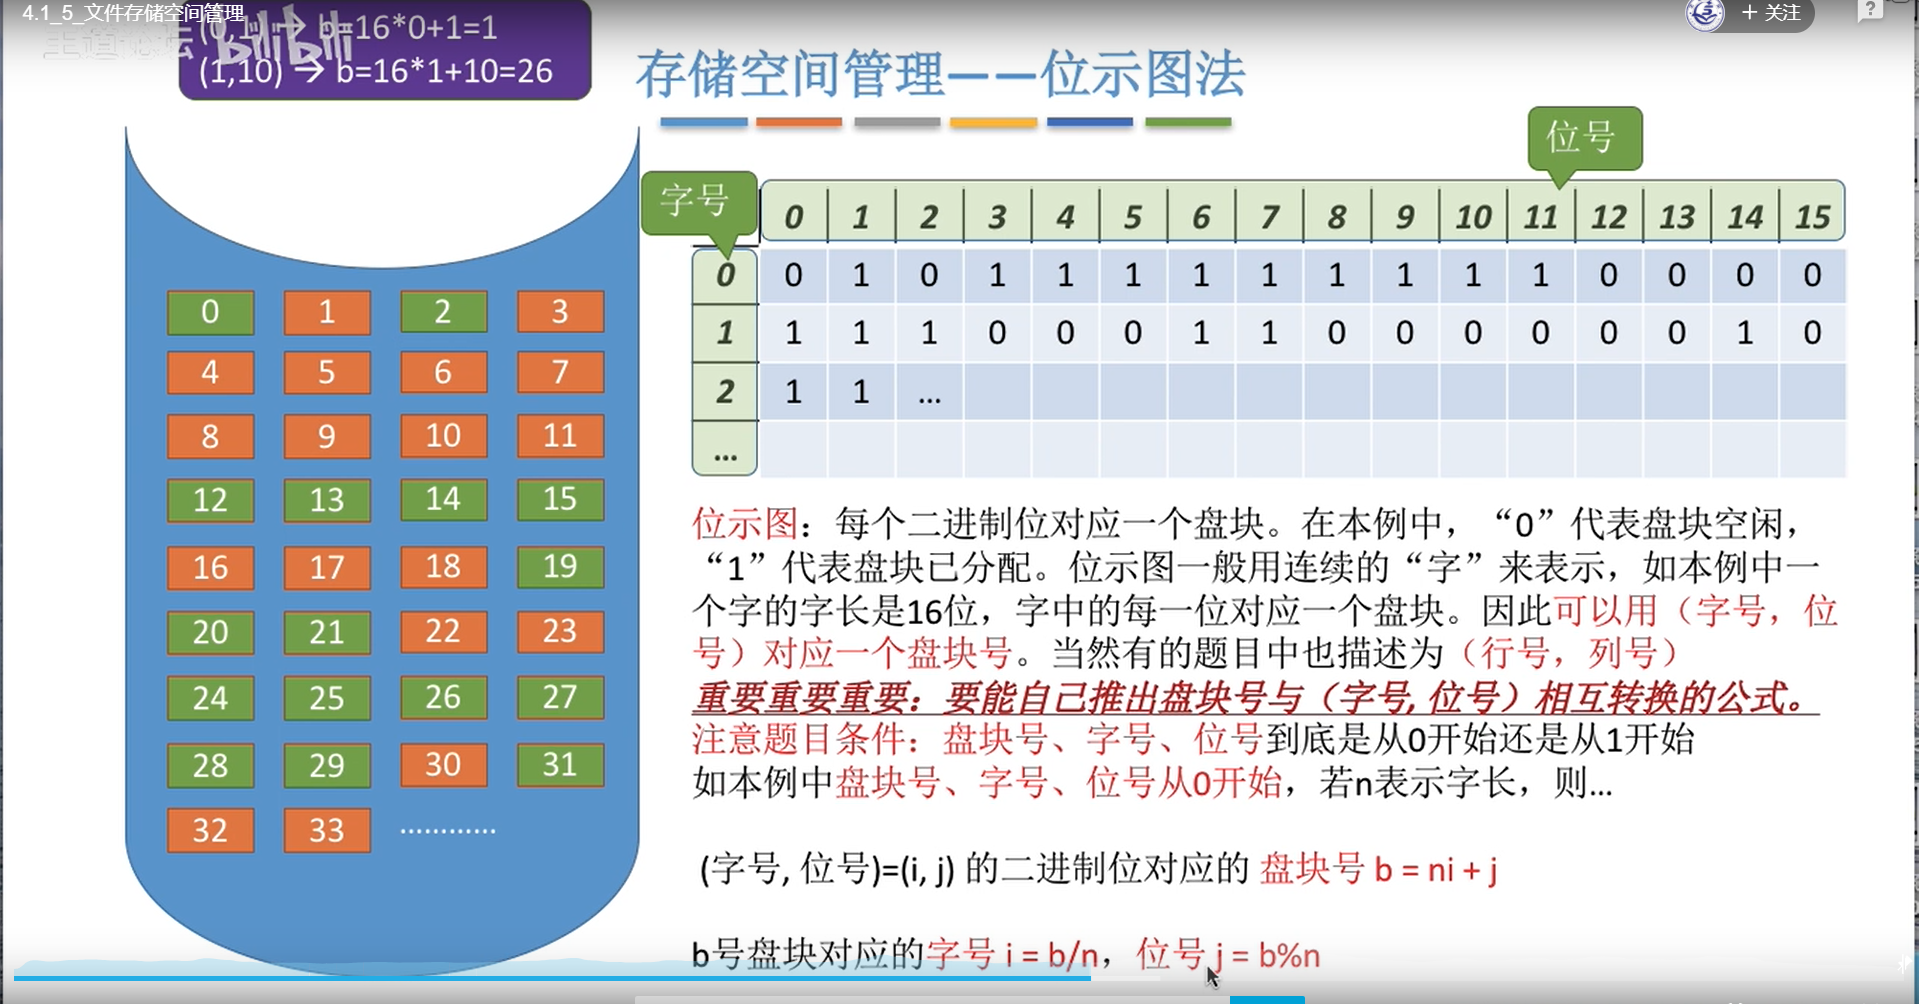 4.1_5_文件存储空间管理
+ 关注
?
王道论坛
bilibili
(0,1) → b=16*0+1=1
(1,10) → b=16*1+10=26
存储空间管理——位示图法
位号
字号
0 1 2 3 4 5 6 7 8 9 10 11 12 13 14 15
0 0 1 0 1 1 1 1 1 1 1 1 1 0 0 0 0
1 1 1 1 0 0 0 1 1 0 0 0 0 0 0 1 0
2 1 1 ...
...
0 1 2 3
4 5 6 7
8 9 10 11
12 13 14 15
16 17 18 19
20 21 22 23
24 25 26 27
28 29 30 31
32 33 …………
位示图：每个二进制位对应一个盘块。在本例中，“0”代表盘块空闲，
“1”代表盘块已分配。位示图一般用连续的“字”来表示，如本例中一
个字的字长是16位，字中的每一位对应一个盘块。因此可以用（字号，位
号）对应一个盘块号。当然有的题目中也描述为（行号，列号）
重要重要重要：要能自己推出盘块号与（字号, 位号）相互转换的公式。
注意题目条件：盘块号、字号、位号到底是从0开始还是从1开始
如本例中盘块号、字号、位号从0开始，若n表示字长，则...
(字号, 位号)=(i, j) 的二进制位对应的 盘块号 b = ni + j
b号盘块对应的字号 i = b/n，位号 j = b%n